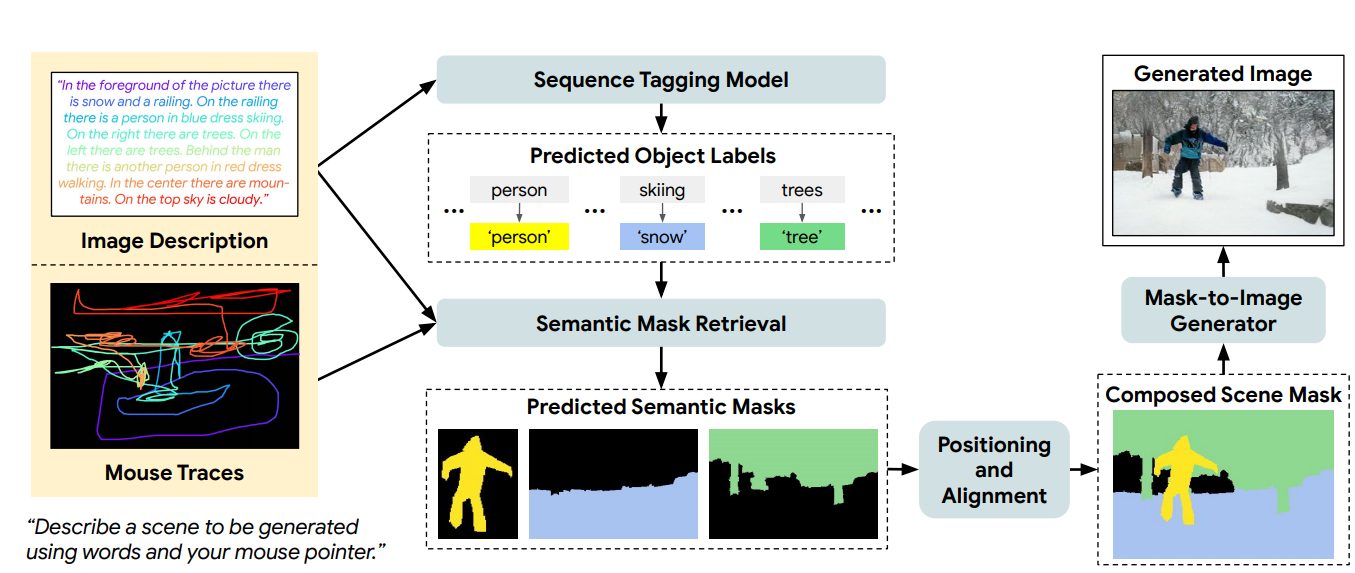 “In the foreground of the picture there
is snow and a railing. On the railing
there is a person in blue dress skiing.
On the right there are trees. On the
left there are trees. Behind the man
there is another person in red dress
walking. In the center there are moun-
tains. On the top sky is cloudy.”
Image Description
Mouse Traces
“Describe a scene to be generated
using words and your mouse pointer.”
Sequence Tagging Model
Predicted Object Labels
... person ... skiing ... trees ...
‘person’ ‘snow’ ‘tree’
Semantic Mask Retrieval
Predicted Semantic Masks
Positioning
and
Alignment
Composed Scene Mask
Mask-to-Image
Generator
Generated Image